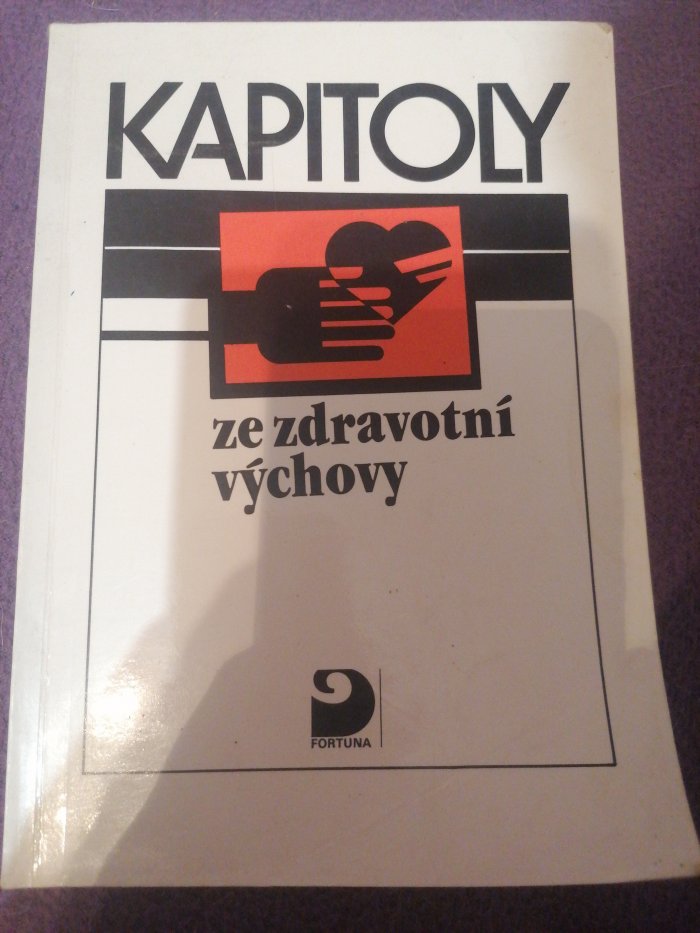 KAPITOLY
ze zdravotní
výchovy
FORTUNA